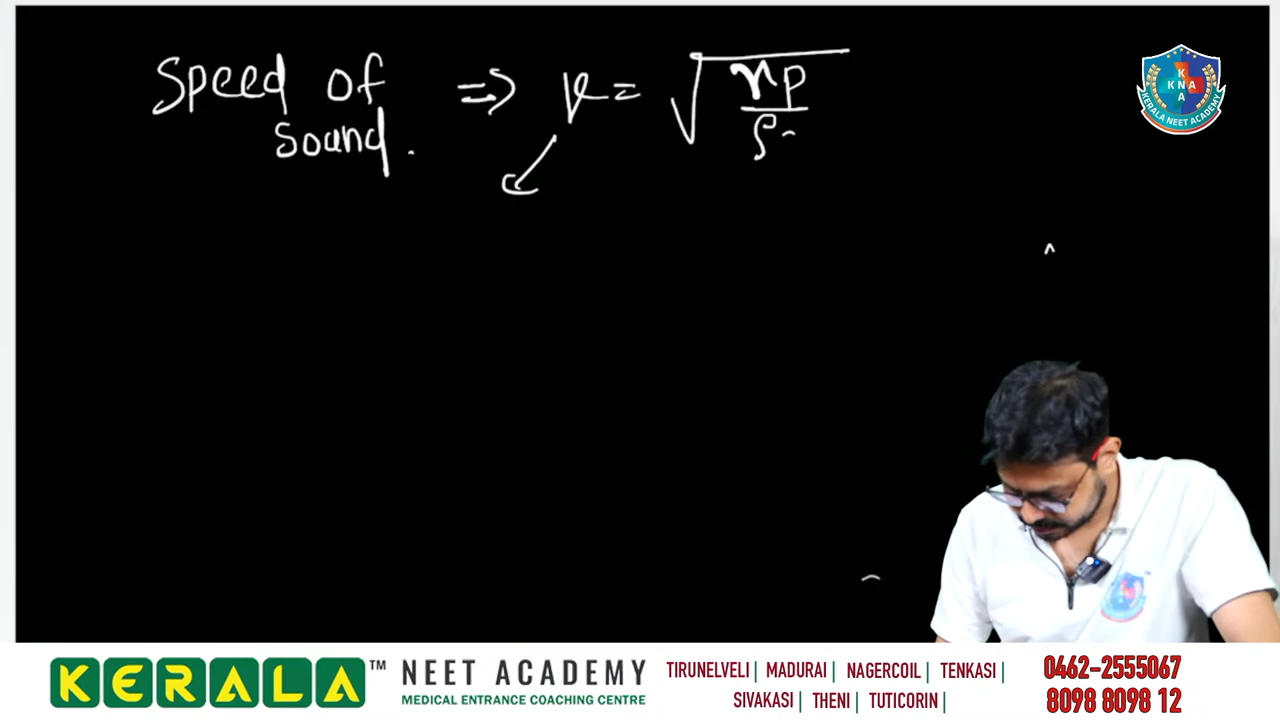 Speed of ⇒ v = √(γP/ρ)
sound.
KNA
KERALA NEET ACADEMY
KERALA™ NEET ACADEMY
MEDICAL ENTRANCE COACHING CENTRE
TIRUNELVELI | MADURAI | NAGERCOIL | TENKASI |
SIVAKASI | THENI | TUTICORIN |
0462-2555067
8098 8098 12